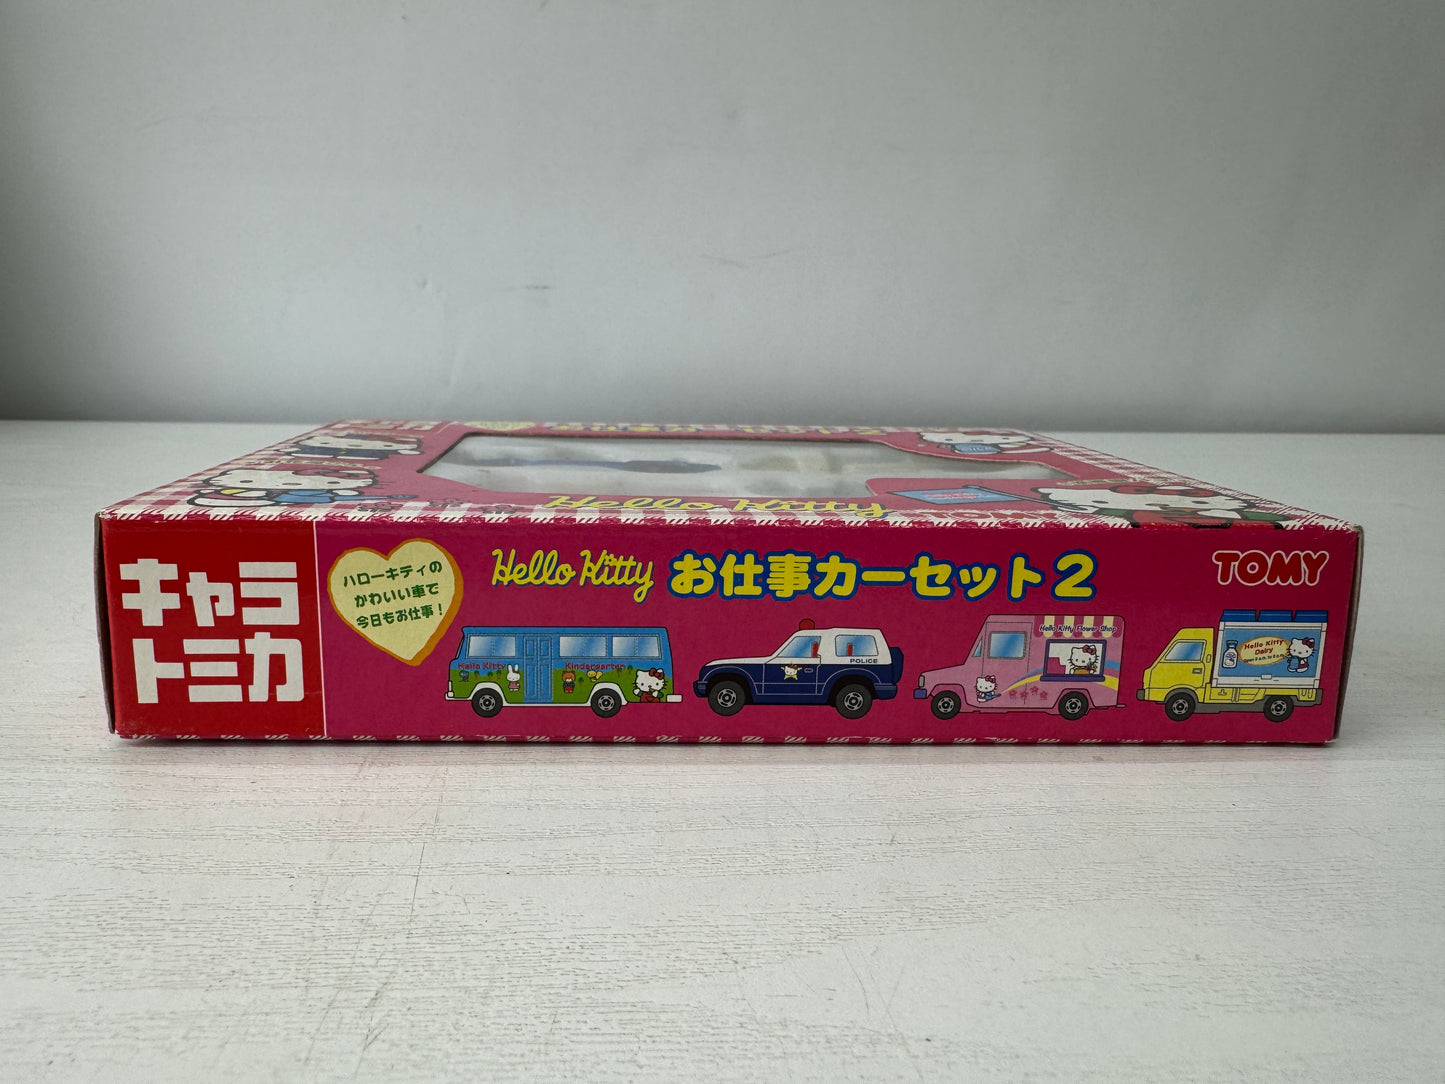 Hello Kitty
キャラ
トミカ
ハローキティの
かわいい車で
今日もお仕事!
Hello Kitty お仕事カーセット2
TOMY
Hello Kitty Kindergarten
POLICE
Hello Kitty Flower Shop
Hello Kitty
Dairy